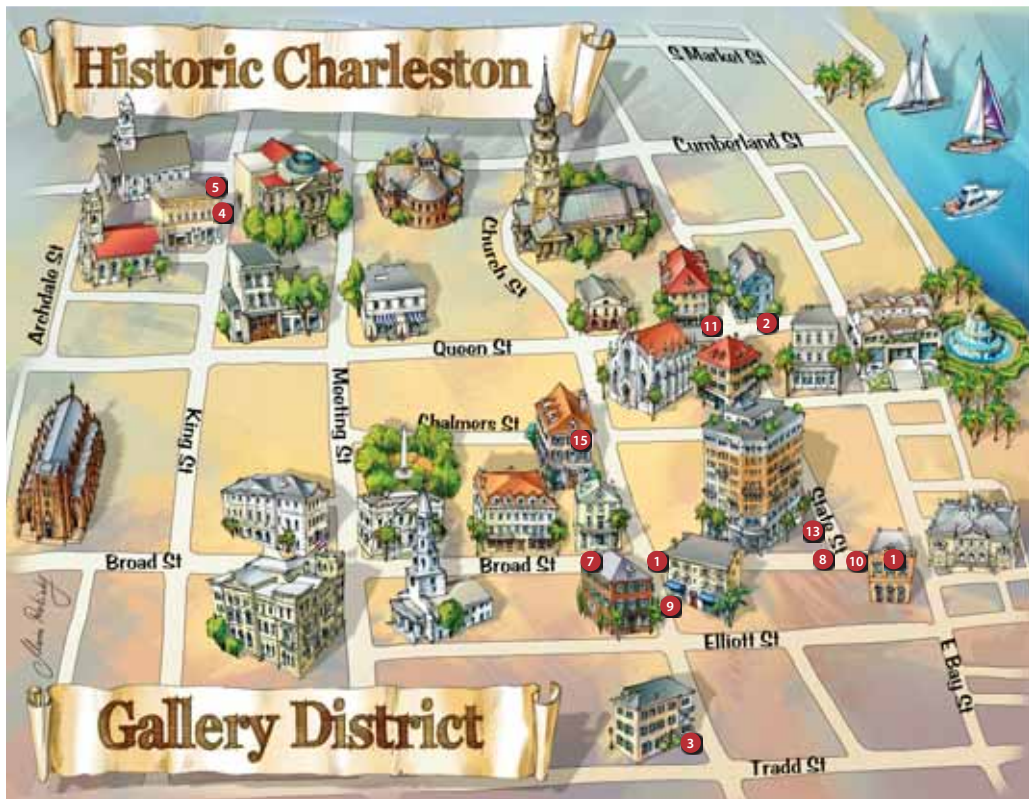 Historic Charleston
S Market St
Cumberland St
5
4
Church St
Archdale St
11
2
Queen St
King St
Meeting St
Chalmers St
15
State St
13
Broad St
Broad St
7
1
8
10
1
9
Elliott St
E Bay St
Gallery District
3
Tradd St